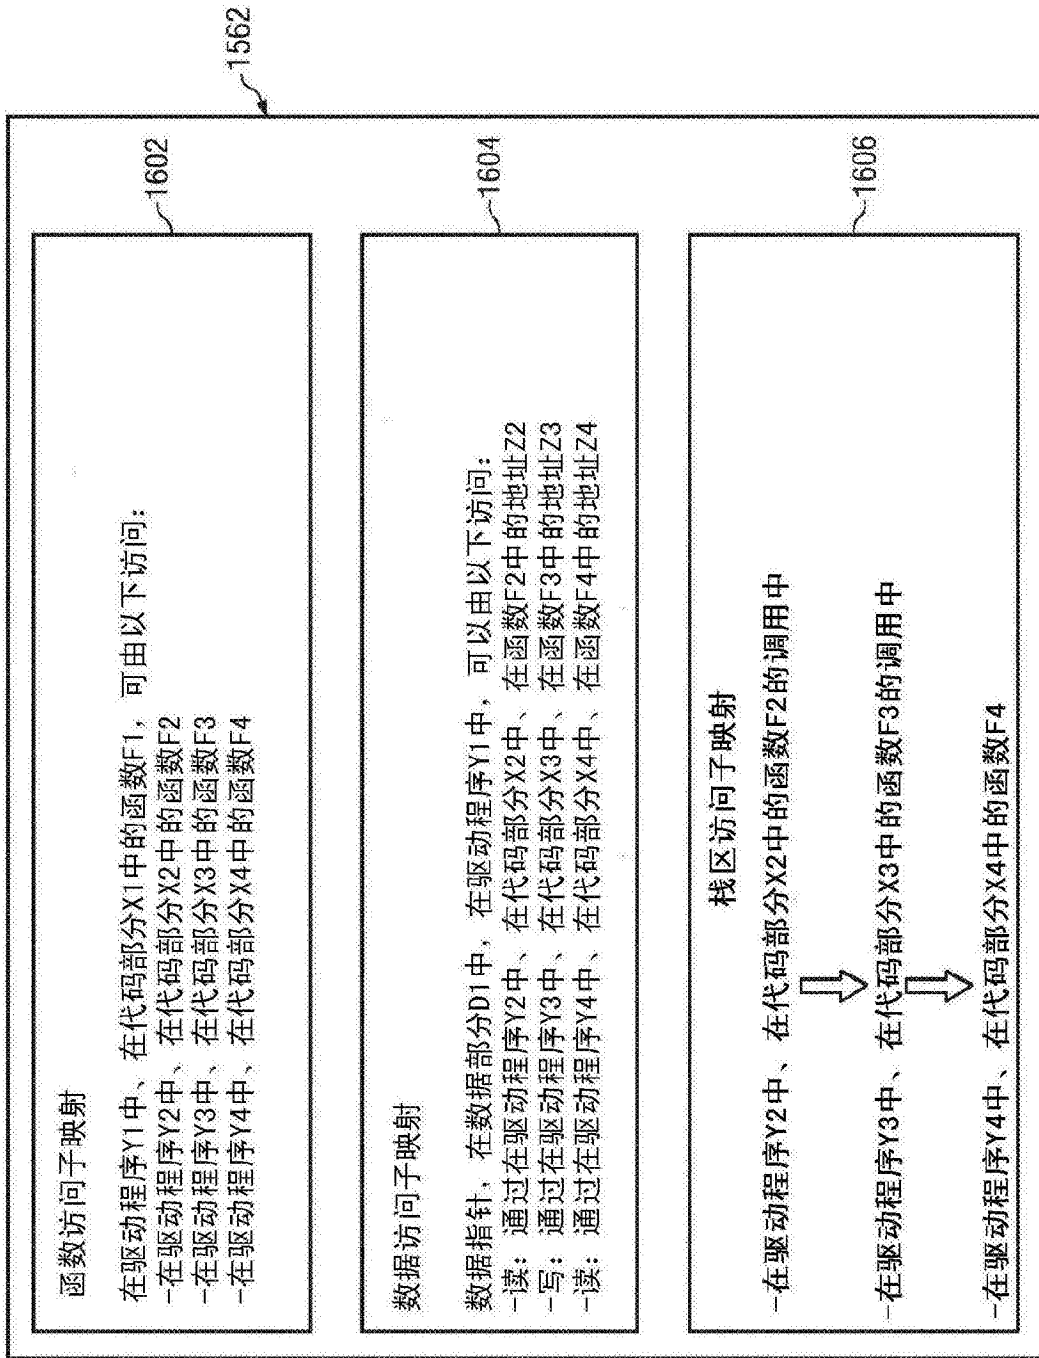 1562
函数访问子映射
1602
在驱动程序Y1中、在代码部分X1中的函数F1,可由以下访问:
-在驱动程序Y2中、在代码部分X2中的函数F2
-在驱动程序Y3中、在代码部分X3中的函数F3
-在驱动程序Y4中、在代码部分X4中的函数F4
数据访问子映射
1604
数据指针,在数据部分D1中,在驱动程序Y1中,可以由以下访问:
-读:通过在驱动程序Y2中、在代码部分X2中、在函数F2中的地址Z2
-写:通过在驱动程序Y3中、在代码部分X3中、在函数F3中的地址Z3
-读:通过在驱动程序Y4中、在代码部分X4中、在函数F4中的地址Z4
栈区访问子映射
1606
-在驱动程序Y2中、在代码部分X2中的函数F2的调用中
-在驱动程序Y3中、在代码部分X3中的函数F3的调用中
-在驱动程序Y4中、在代码部分X4中的函数F4